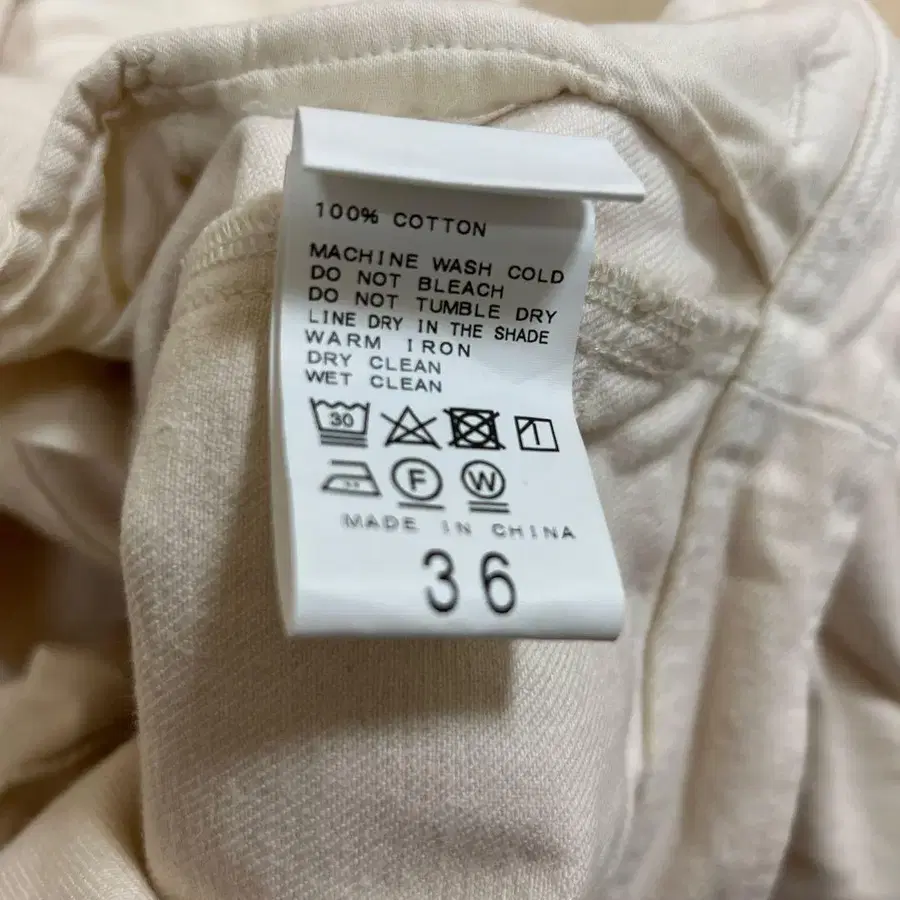 100% COTTON
MACHINE WASH COLD
DO NOT BLEACH
DO NOT TUMBLE DRY
LINE DRY IN THE SHADE
WARM IRON
DRY CLEAN
WET CLEAN
30
F W
MADE IN CHINA
36